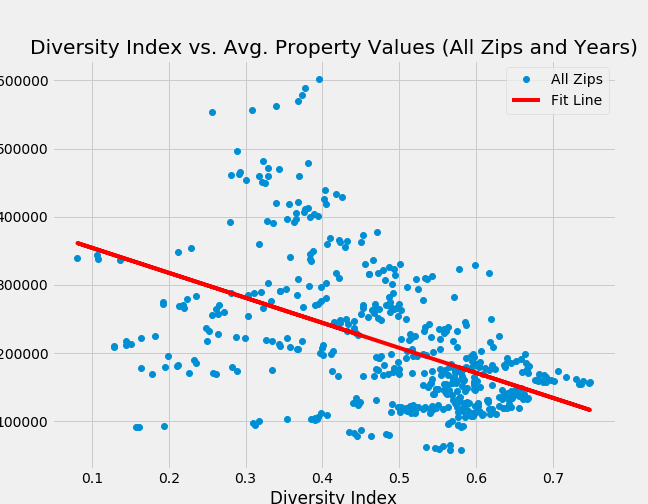 Diversity Index vs. Avg. Property Values (All Zips and Years)
All Zips
Fit Line
600000
500000
400000
300000
200000
100000
0.1 0.2 0.3 0.4 0.5 0.6 0.7
Diversity Index